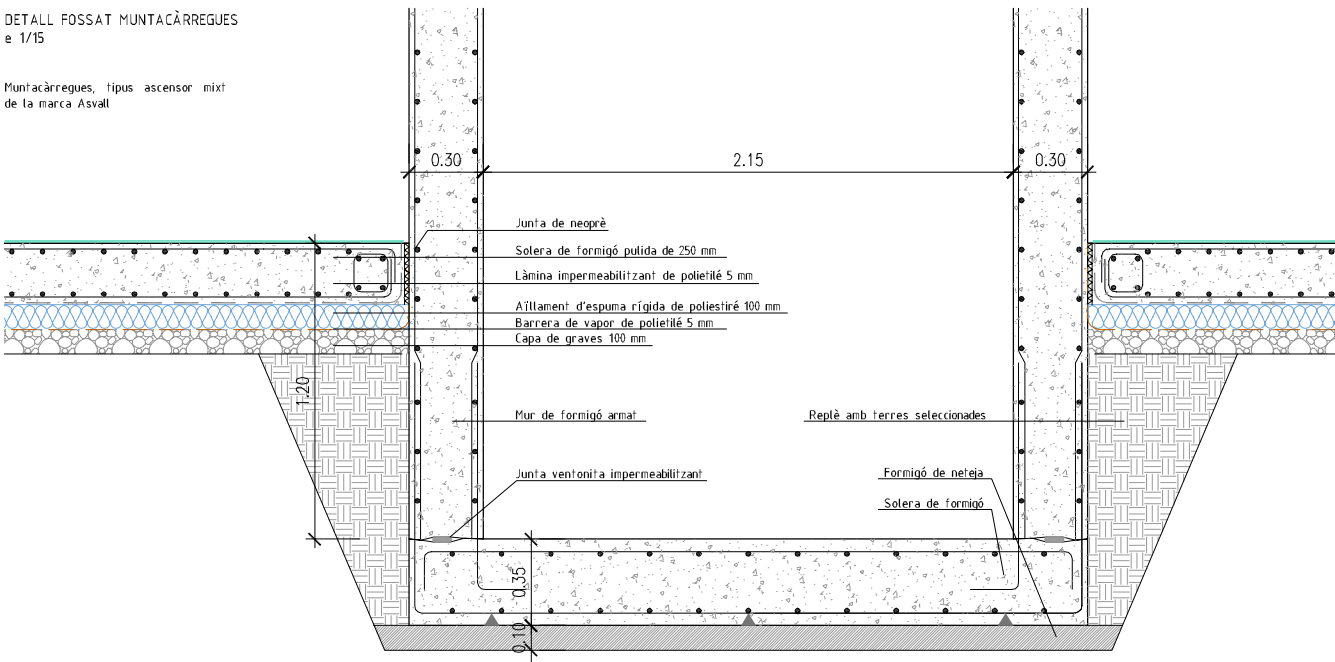 DETALL FOSSAT MUNTACÀRREGUES
e 1/15
Muntacàrregues, tipus ascensor mixt
de la marca Asvall
0.30
2.15
0.30
Junta de neoprè
Solera de formigó pulida de 250 mm
Làmina impermeabilitzant de polietilé 5 mm
Aïllament d'espuma rígida de poliestiré 100 mm
Barrera de vapor de polietilé 5 mm
Capa de graves 100 mm
1.20
Mur de formigó armat
Replè amb terres seleccionades
Junta ventonita impermeabilitzant
Formigó de neteja
Solera de formigó
0.35
0.10